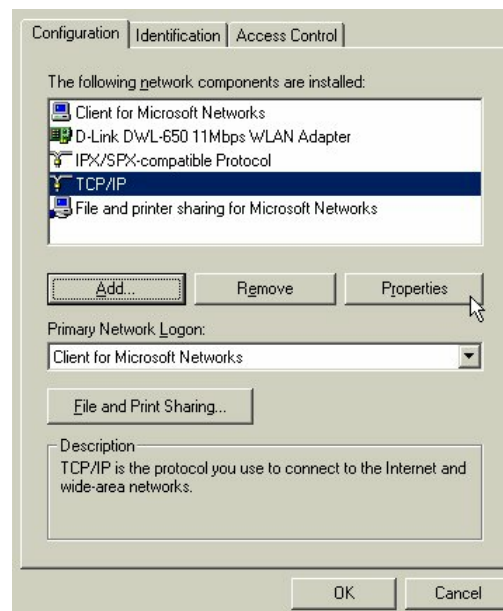 Configuration Identification Access Control
The following network components are installed:
Client for Microsoft Networks
D-Link DWL-650 11Mbps WLAN Adapter
IPX/SPX-compatible Protocol
TCP/IP
File and printer sharing for Microsoft Networks
Add... Remove Properties
Primary Network Logon:
Client for Microsoft Networks
File and Print Sharing...
Description
TCP/IP is the protocol you use to connect to the Internet and
wide-area networks.
OK Cancel